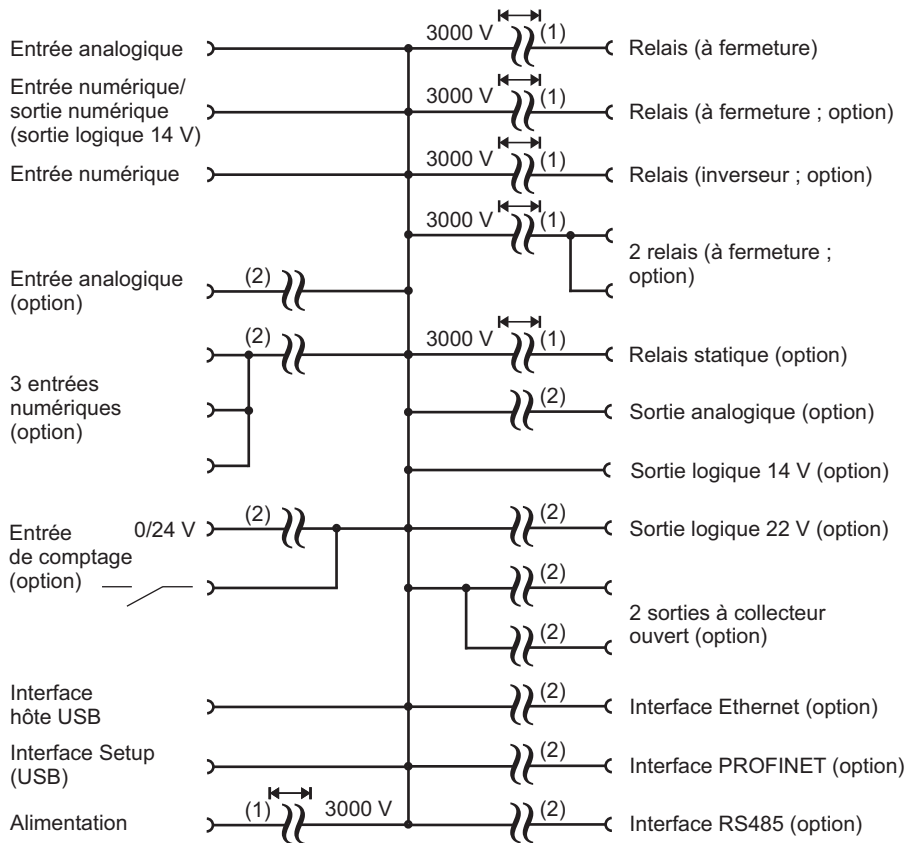 Entrée analogique
3000 V
(1)
Relais (à fermeture)
Entrée numérique/
sortie numérique
(sortie logique 14 V)
3000 V
(1)
Relais (à fermeture ; option)
Entrée numérique
3000 V
(1)
Relais (inverseur ; option)
3000 V
(1)
2 relais (à fermeture ;
option)
Entrée analogique
(option)
(2)
3 entrées
numériques
(option)
(2)
3000 V
(1)
Relais statique (option)
(2)
Sortie analogique (option)
Sortie logique 14 V (option)
Entrée
de comptage
(option)
0/24 V
(2)
(2)
Sortie logique 22 V (option)
(2)
(2)
2 sorties à collecteur
ouvert (option)
Interface
hôte USB
(2)
Interface Ethernet (option)
Interface Setup
(USB)
(2)
Interface PROFINET (option)
Alimentation
(1)
3000 V
(2)
Interface RS485 (option)